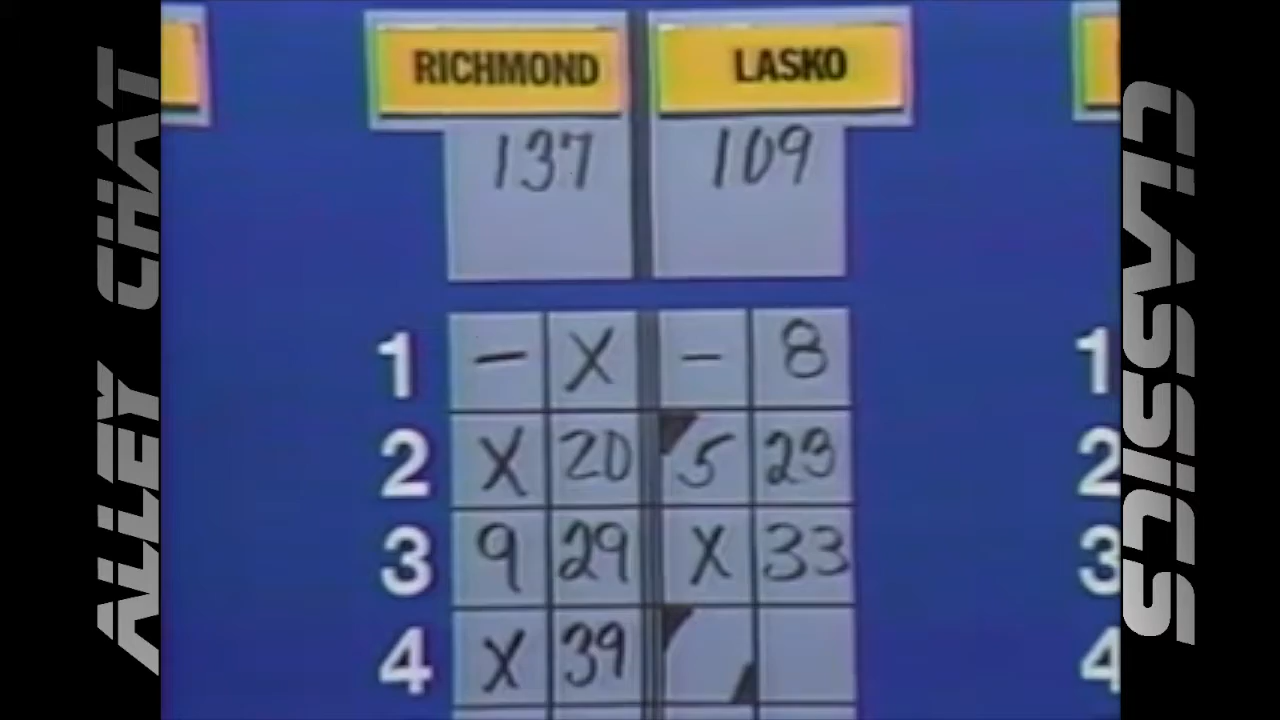 ALLEY CHAT
RICHMOND LASKO
137 109
1 - X - 8 1
2 X 20 5 23 2
3 9 29 X 33 3
4 X 39 4
CLASSICS